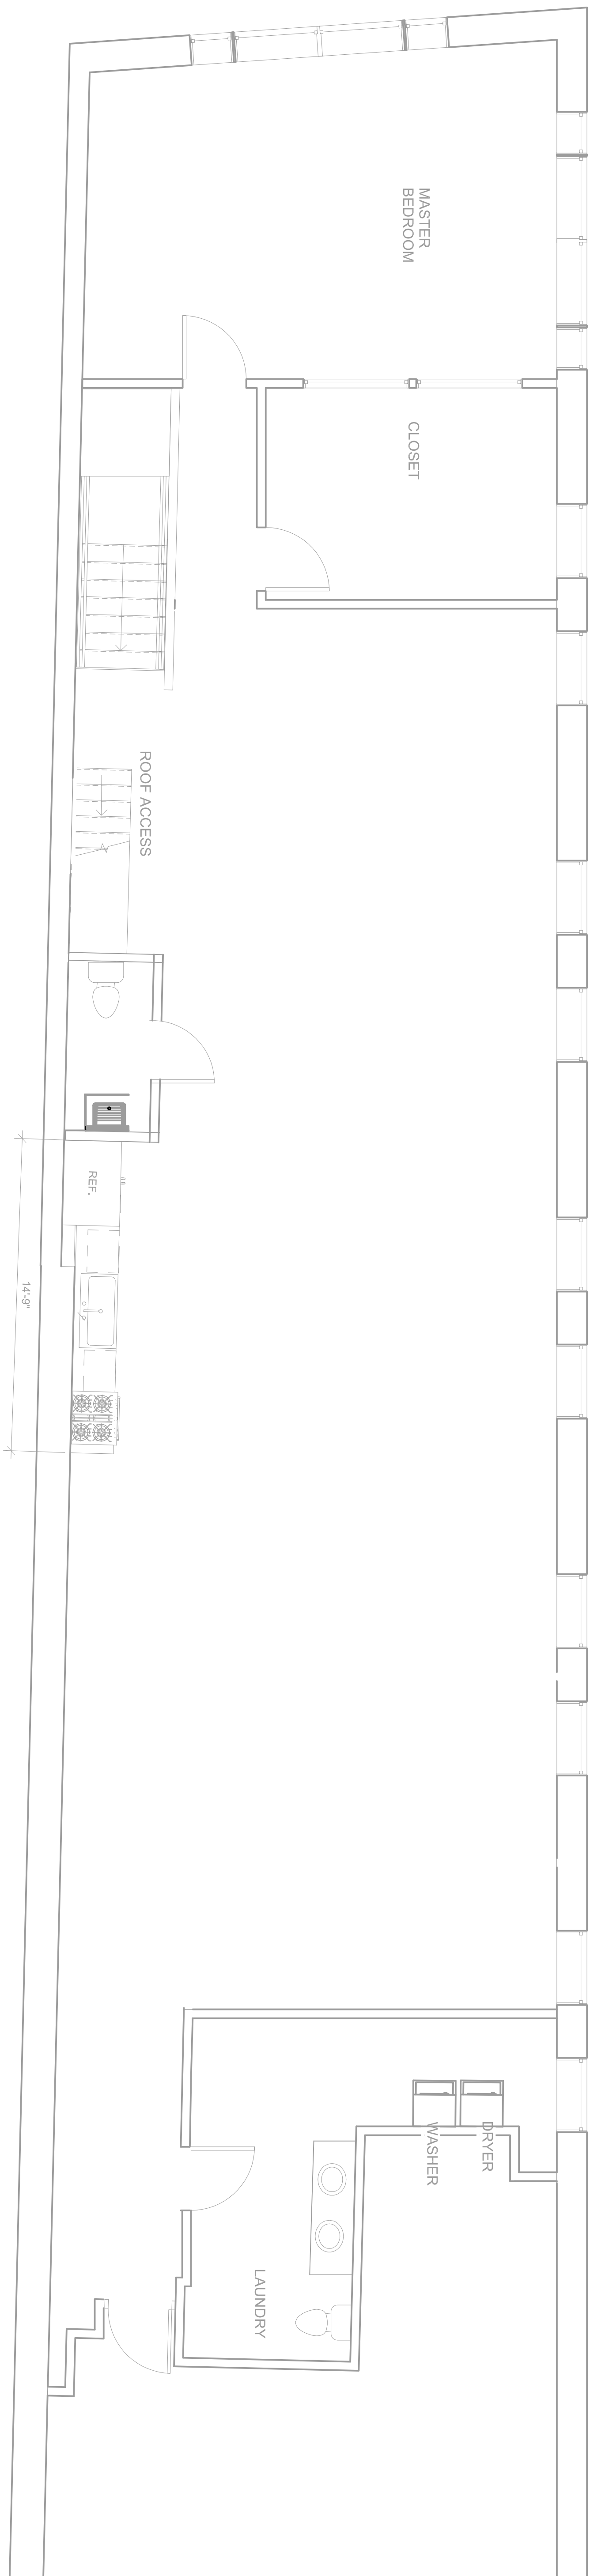 MASTER
BEDROOM
CLOSET
ROOF ACCESS
REF.
14'-9"
DRYER
WASHER
LAUNDRY